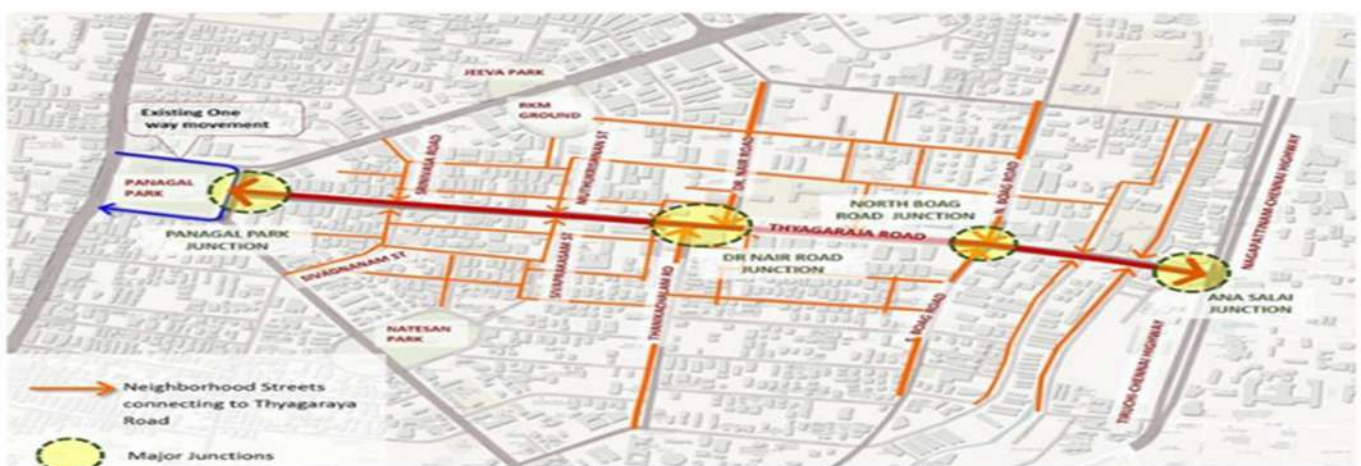 JEEVA PARK
RKM
GROUND
Existing One
way movement
PANAGAL
PARK
SRINIVASA ROAD
MUTHUKRISHNAN ST
DR. NAIR ROAD
N BOAG ROAD
NAGAPATTINAM-CHENNAI HIGHWAY
NORTH BOAG
ROAD JUNCTION
PANAGAL PARK
JUNCTION
THYAGARAJA ROAD
DR NAIR ROAD
JUNCTION
SIVAGNANAM ST
SIVAPRAKASAM ST
THANIKACHALAM RD
S BOAG ROAD
ANA SALAI
JUNCTION
NATESAN
PARK
TIRUCHI-CHENNAI HIGHWAY
Neighborhood Streets
connecting to Thyagaraya
Road
Major Junctions